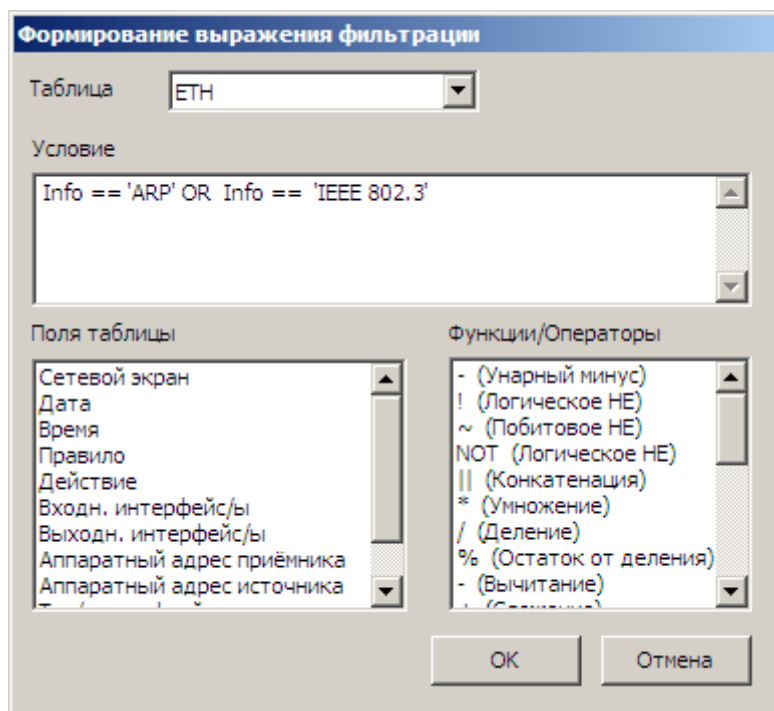 Формирование выражения фильтрации
Таблица
ETH
Условие
Info == 'ARP' OR  Info ==  'IEEE 802.3'
Поля таблицы
Сетевой экран
Дата
Время
Правило
Действие
Входн. интерфейс/ы
Выходн. интерфейс/ы
Аппаратный адрес приёмника
Аппаратный адрес источника
Функции/Операторы
- (Унарный минус)
! (Логическое НЕ)
~ (Побитовое НЕ)
NOT (Логическое НЕ)
|| (Конкатенация)
* (Умножение)
/ (Деление)
% (Остаток от деления)
- (Вычитание)
OK
Отмена